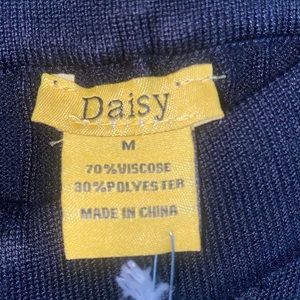 Daisy
M
70%VISCOSE
30%POLYESTER
MADE IN CHINA